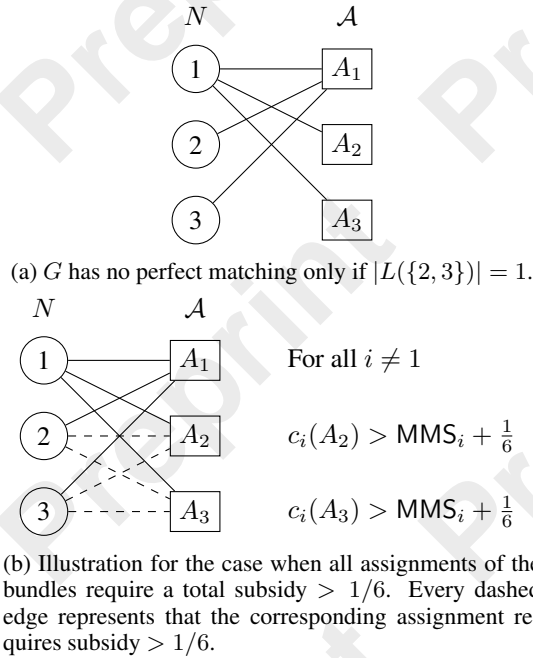 N 𝒜
1 A₁
2 A₂
3 A₃
(a) G has no perfect matching only if |L({2, 3})| = 1.
N 𝒜
1 A₁ For all i ≠ 1
2 A₂ cᵢ(A₂) > MMSᵢ + 1/6
3 A₃ cᵢ(A₃) > MMSᵢ + 1/6
(b) Illustration for the case when all assignments of the
bundles require a total subsidy > 1/6. Every dashed
edge represents that the corresponding assignment re-
quires subsidy > 1/6.
Preprint